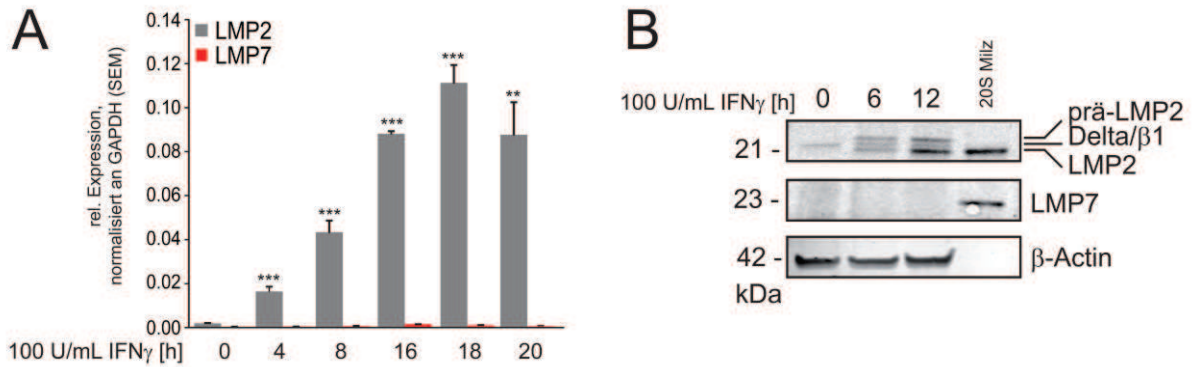 A
rel. Expression,
normalisiert an GAPDH (SEM)
0.14
0.12
0.10
0.08
0.06
0.04
0.02
0.00
LMP2
LMP7
***
***
***
***
**
100 U/mL IFNγ [h] 0 4 8 16 18 20
B
100 U/mL IFNγ [h] 0 6 12 20S Milz
21 -
prä-LMP2
Delta/β1
LMP2
23 - LMP7
42 - β-Actin
kDa